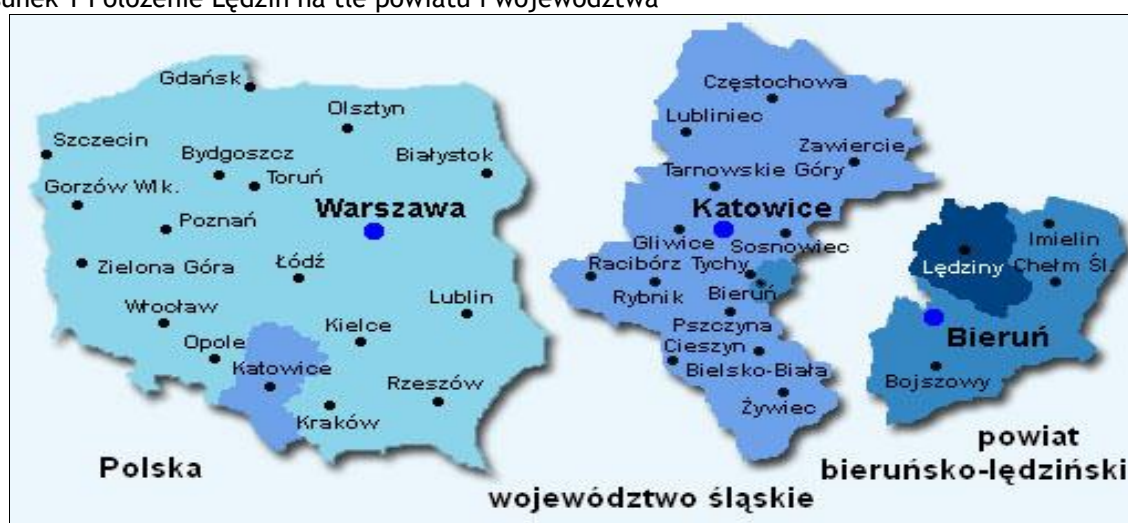 unek 1 Położenie Lędzin na tle powiatu i województwa
Gdańsk
Olsztyn
Szczecin
Bydgoszcz
Białystok
Toruń
Gorzów Wlk.
Warszawa
Poznań
Zielona Góra
Łódź
Wrocław
Lublin
Kielce
Opole
Katowice
Rzeszów
Kraków
Polska
Częstochowa
Lubliniec
Zawiercie
Tarnowskie Góry
Katowice
Gliwice
Sosnowiec
Racibórz
Tychy
Rybnik
Bieruń
Pszczyna
Cieszyn
Bielsko-Biała
Żywiec
województwo śląskie
Imielin
Lędziny
Chełm Śl.
Bieruń
Bojszowy
powiat
bieruńsko-lędziński